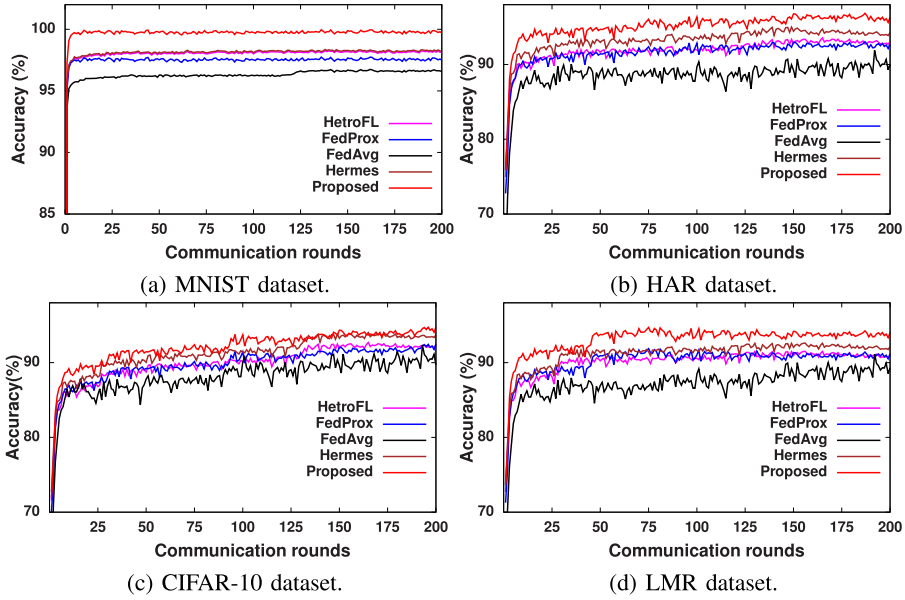 100
95
90
85
Accuracy (%)
HetroFL
FedProx
FedAvg
Hermes
Proposed
0 25 50 75 100 125 150 175 200
Communication rounds
(a) MNIST dataset.
90
80
70
Accuracy (%)
HetroFL
FedProx
FedAvg
Hermes
Proposed
25 50 75 100 125 150 175 200
Communication rounds
(b) HAR dataset.
90
80
70
Accuracy(%)
HetroFL
FedProx
FedAvg
Hermes
Proposed
25 50 75 100 125 150 175 200
Communication rounds
(c) CIFAR-10 dataset.
90
80
70
Accuracy (%)
HetroFL
FedProx
FedAvg
Hermes
Proposed
25 50 75 100 125 150 175 200
Communication rounds
(d) LMR dataset.